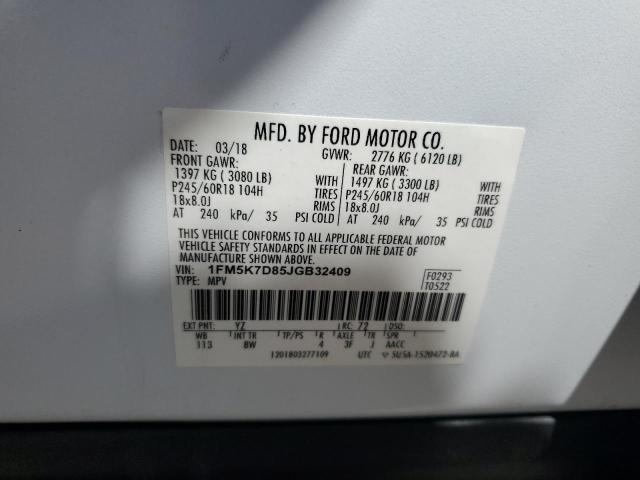 MFD. BY FORD MOTOR CO.
DATE: 03/18 GVWR: 2776 KG ( 6120 LB)
FRONT GAWR: REAR GAWR:
1397 KG ( 3080 LB) WITH 1497 KG ( 3300 LB) WITH
P245/60R18 104H TIRES P245/60R18 104H TIRES
18x8.0J RIMS 18x8.0J RIMS
AT 240 kPa/ 35 PSI COLD AT 240 kPa/ 35 PSI COLD
THIS VEHICLE CONFORMS TO ALL APPLICABLE FEDERAL MOTOR
VEHICLE SAFETY STANDARDS IN EFFECT ON THE DATE OF
MANUFACTURE SHOWN ABOVE.
VIN: 1FM5K7D85JGB32409 F0293
TYPE: MPV T0522
EXT PNT: YZ RC: 72 DSO:
WB INT TR TP/PS R AXLE TR SPR
113 8W 4 3F J AACC
1201803277109 UTC 5U5A-1520472-BA